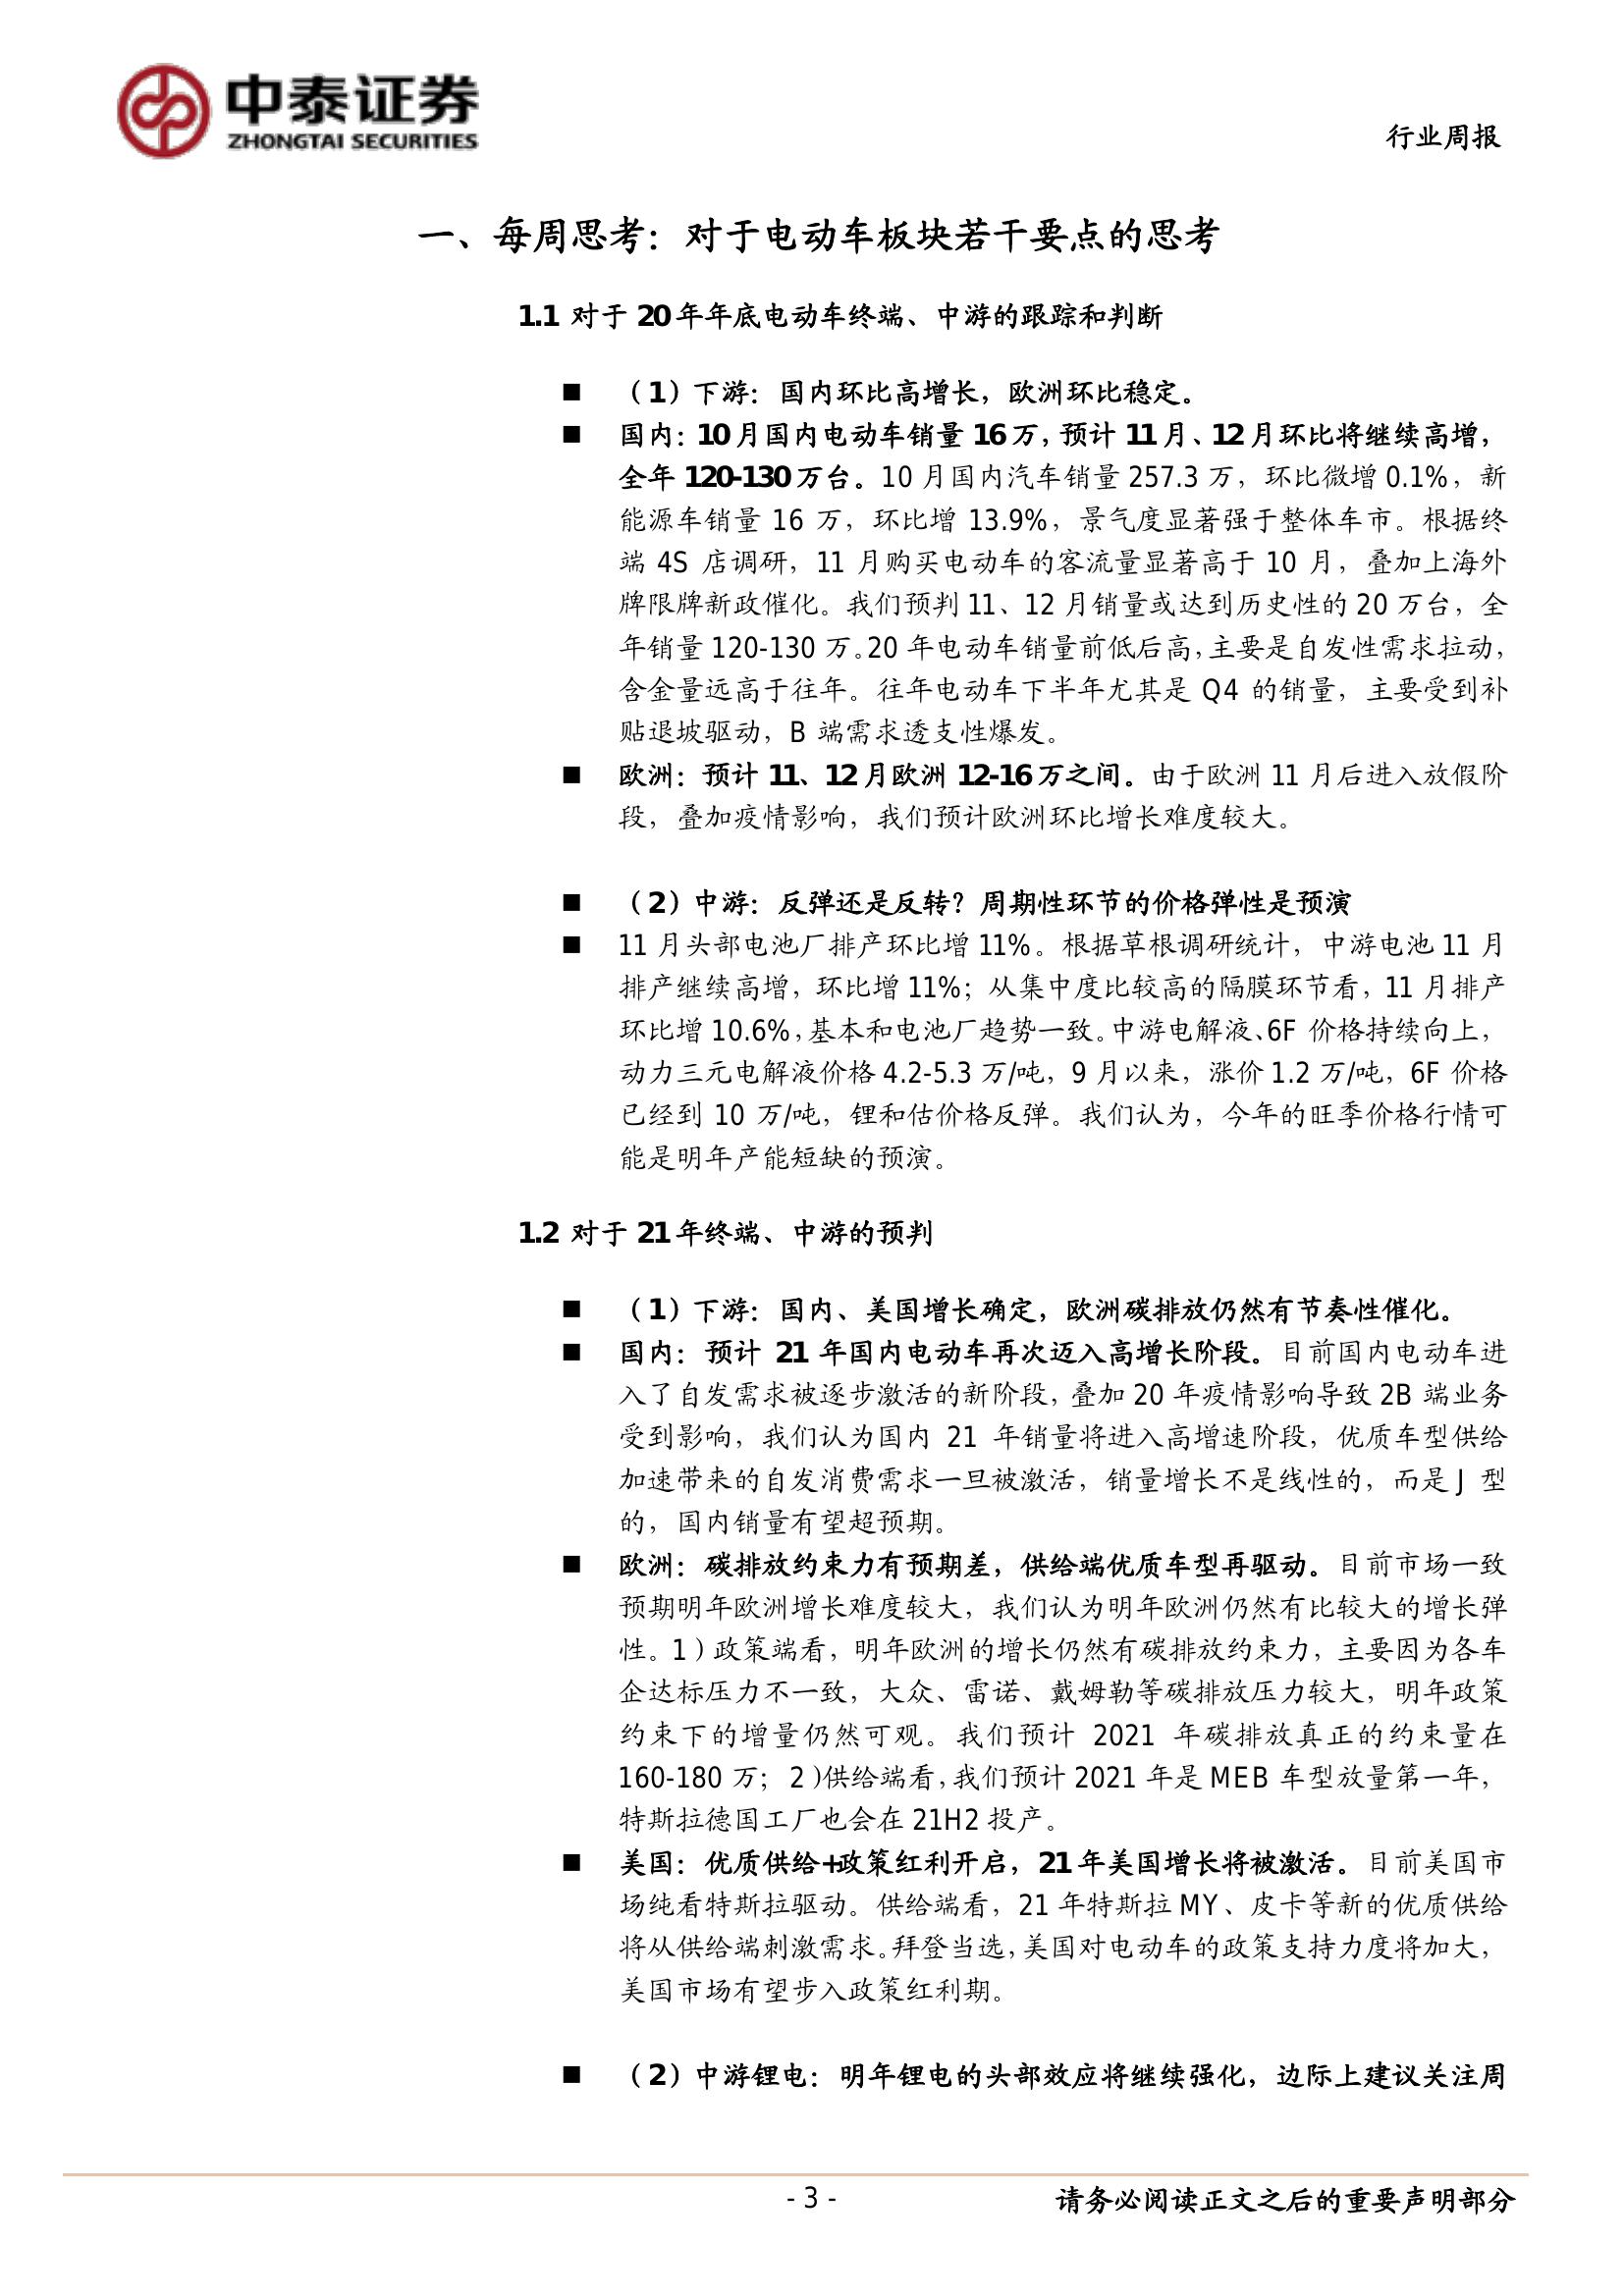 中泰证券
ZHONGTAI SECURITIES
行业周报
一、每周思考：对于电动车板块若干要点的思考
1.1 对于 20 年年底电动车终端、中游的跟踪和判断
■ （1）下游：国内环比高增长，欧洲环比稳定。
■ 国内：10 月国内电动车销量 16 万，预计 11 月、12 月环比将继续高增，
全年 120-130 万台。10 月国内汽车销量 257.3 万，环比微增 0.1%，新
能源车销量 16 万，环比增 13.9%，景气度显著强于整体车市。根据终
端 4S 店调研，11 月购买电动车的客流量显著高于 10 月，叠加上海外
牌限牌新政催化。我们预判 11、12 月销量或达到历史性的 20 万台，全
年销量 120-130 万。20 年电动车销量前低后高，主要是自发性需求拉动，
含金量远高于往年。往年电动车下半年尤其是 Q4 的销量，主要受到补
贴退坡驱动，B 端需求透支性爆发。
■ 欧洲：预计 11、12 月欧洲 12-16 万之间。由于欧洲 11 月后进入放假阶
段，叠加疫情影响，我们预计欧洲环比增长难度较大。
■ （2）中游：反弹还是反转？周期性环节的价格弹性是预演
■ 11 月头部电池厂排产环比增 11%。根据草根调研统计，中游电池 11 月
排产继续高增，环比增 11%；从集中度比较高的隔膜环节看，11 月排产
环比增 10.6%，基本和电池厂趋势一致。中游电解液、6F 价格持续向上，
动力三元电解液价格 4.2-5.3 万/吨，9 月以来，涨价 1.2 万/吨，6F 价格
已经到 10 万/吨，锂和估价格反弹。我们认为，今年的旺季价格行情可
能是明年产能短缺的预演。
1.2 对于 21 年终端、中游的预判
■ （1）下游：国内、美国增长确定，欧洲碳排放仍然有节奏性催化。
■ 国内：预计 21 年国内电动车再次迈入高增长阶段。目前国内电动车进
入了自发需求被逐步激活的新阶段，叠加 20 年疫情影响导致 2B 端业务
受到影响，我们认为国内 21 年销量将进入高增速阶段，优质车型供给
加速带来的自发消费需求一旦被激活，销量增长不是线性的，而是 J 型
的，国内销量有望超预期。
■ 欧洲：碳排放约束力有预期差，供给端优质车型再驱动。目前市场一致
预期明年欧洲增长难度较大，我们认为明年欧洲仍然有比较大的增长弹
性。1）政策端看，明年欧洲的增长仍然有碳排放约束力，主要因为各车
企达标压力不一致，大众、雷诺、戴姆勒等碳排放压力较大，明年政策
约束下的增量仍然可观。我们预计 2021 年碳排放真正的约束量在
160-180 万；2）供给端看，我们预计 2021 年是 MEB 车型放量第一年，
特斯拉德国工厂也会在 21H2 投产。
■ 美国：优质供给+政策红利开启，21 年美国增长将被激活。目前美国市
场纯看特斯拉驱动。供给端看，21 年特斯拉 MY、皮卡等新的优质供给
将从供给端刺激需求。拜登当选，美国对电动车的政策支持力度将加大，
美国市场有望步入政策红利期。
■ （2）中游锂电：明年锂电的头部效应将继续强化，边际上建议关注周
- 3 -
请务必阅读正文之后的重要声明部分